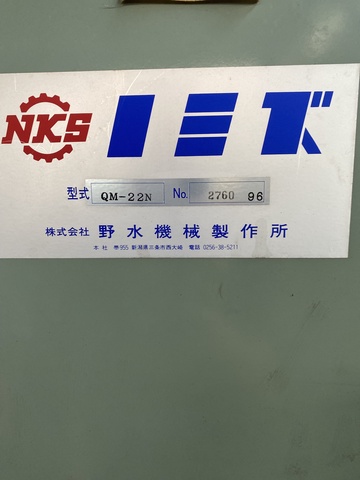 NKS ノミズ
型式 QM-22N No. 2760 96
株式会社 野水機械製作所
本社 〒955 新潟県三条市西大崎 電話 0256-38-5211